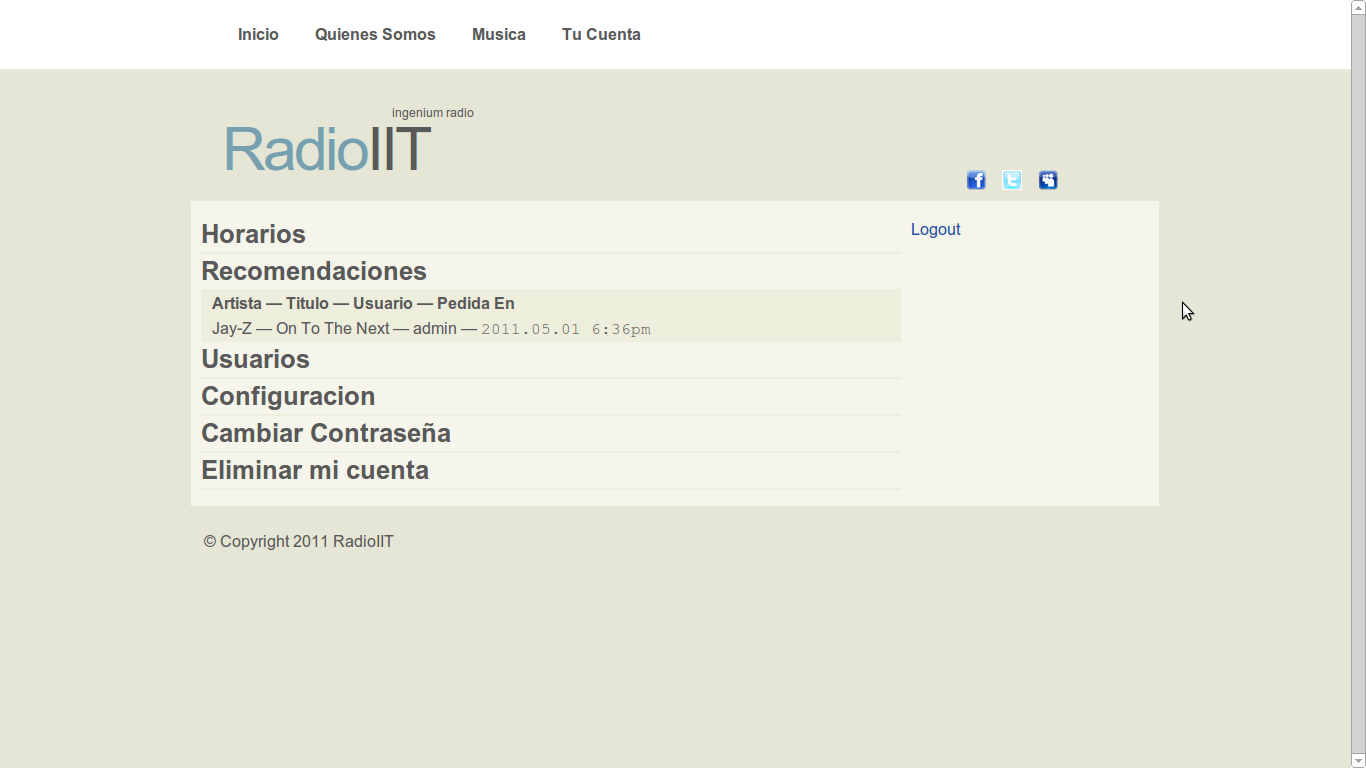 Inicio Quienes Somos Musica Tu Cuenta
ingenium radio
RadioIIT
Horarios
Logout
Recomendaciones
Artista — Titulo — Usuario — Pedida En
Jay-Z — On To The Next — admin — 2011.05.01 6:36pm
Usuarios
Configuracion
Cambiar Contraseña
Eliminar mi cuenta
© Copyright 2011 RadioIIT